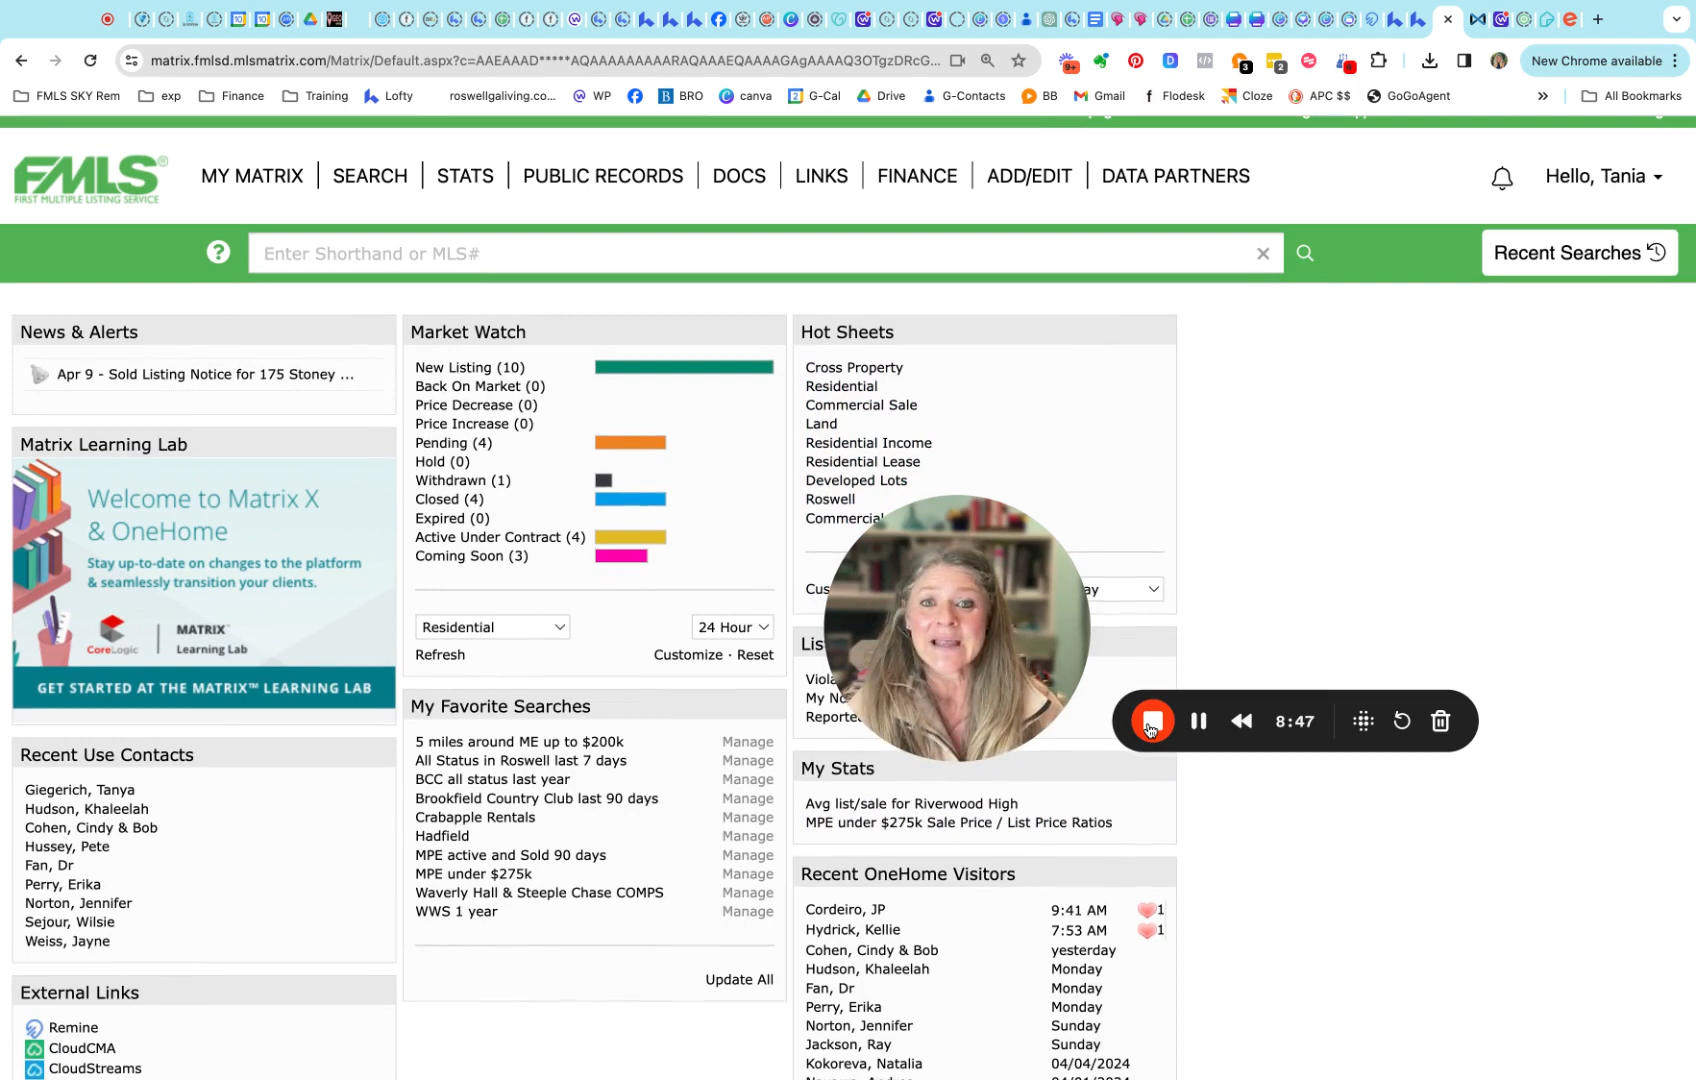 matrix.fmlsd.mlsmatrix.com/Matrix/Default.aspx?c=AAEAAAD*****AQAAAAAAAAARAQAAAEQAAAAGAgAAAAQ3OTgzDRcG...
9+
3
2
6
New Chrome available
FMLS SKY Rem
exp
Finance
Training
Lofty
roswellgaliving.co...
WP
BRO
canva
G-Cal
Drive
G-Contacts
BB
Gmail
Flodesk
Cloze
APC $$
GoGoAgent
»
All Bookmarks
FMLS®
FIRST MULTIPLE LISTING SERVICE
MY MATRIX
SEARCH
STATS
PUBLIC RECORDS
DOCS
LINKS
FINANCE
ADD/EDIT
DATA PARTNERS
Hello, Tania
?
Enter Shorthand or MLS#
Recent Searches
News & Alerts
Apr 9 - Sold Listing Notice for 175 Stoney ...
Matrix Learning Lab
Welcome to Matrix X
& OneHome
Stay up-to-date on changes to the platform
& seamlessly transition your clients.
CoreLogic
MATRIX™
Learning Lab
GET STARTED AT THE MATRIX™ LEARNING LAB
Recent Use Contacts
Giegerich, Tanya
Hudson, Khaleelah
Cohen, Cindy & Bob
Hussey, Pete
Fan, Dr
Perry, Erika
Norton, Jennifer
Sejour, Wilsie
Weiss, Jayne
External Links
Remine
CloudCMA
CloudStreams
Market Watch
New Listing (10)
Back On Market (0)
Price Decrease (0)
Price Increase (0)
Pending (4)
Hold (0)
Withdrawn (1)
Closed (4)
Expired (0)
Active Under Contract (4)
Coming Soon (3)
Residential
24 Hour
Refresh
Customize · Reset
My Favorite Searches
5 miles around ME up to $200k Manage
All Status in Roswell last 7 days Manage
BCC all status last year Manage
Brookfield Country Club last 90 days Manage
Crabapple Rentals Manage
Hadfield Manage
MPE active and Sold 90 days Manage
MPE under $275k Manage
Waverly Hall & Steeple Chase COMPS Manage
WWS 1 year Manage
Update All
Hot Sheets
Cross Property
Residential
Commercial Sale
Land
Residential Income
Residential Lease
Developed Lots
Roswell
Commercial
Cus
ay
Lis
Viola
My No
Reporte
8:47
My Stats
Avg list/sale for Riverwood High
MPE under $275k Sale Price / List Price Ratios
Recent OneHome Visitors
Cordeiro, JP 9:41 AM 1
Hydrick, Kellie 7:53 AM 1
Cohen, Cindy & Bob yesterday
Hudson, Khaleelah Monday
Fan, Dr Monday
Perry, Erika Monday
Norton, Jennifer Sunday
Jackson, Ray Sunday
Kokoreva, Natalia 04/04/2024